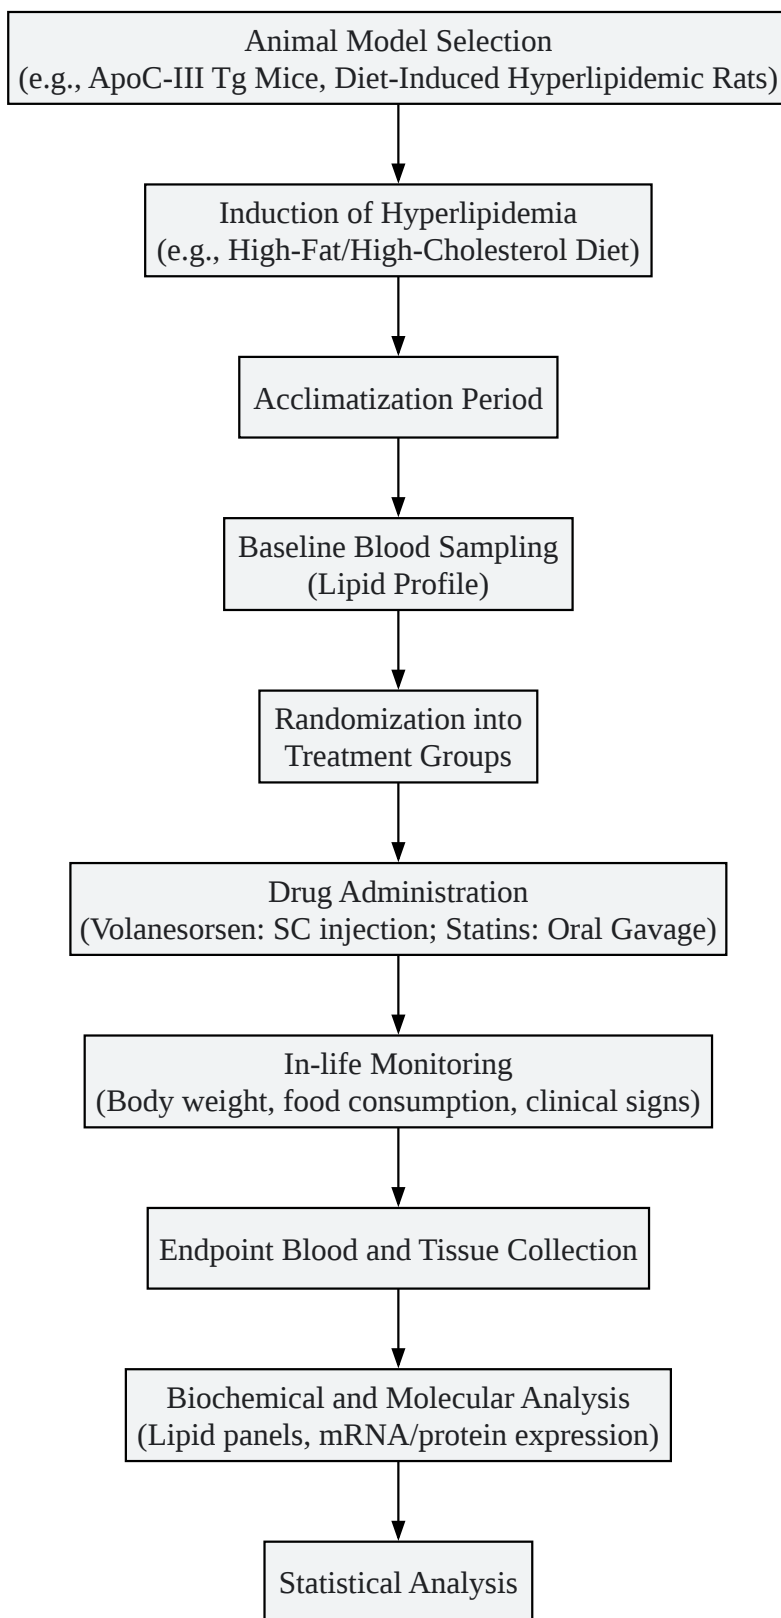 Animal Model Selection
(e.g., ApoC-III Tg Mice, Diet-Induced Hyperlipidemic Rats)
Induction of Hyperlipidemia
(e.g., High-Fat/High-Cholesterol Diet)
Acclimatization Period
Baseline Blood Sampling
(Lipid Profile)
Randomization into
Treatment Groups
Drug Administration
(Volanesorsen: SC injection; Statins: Oral Gavage)
In-life Monitoring
(Body weight, food consumption, clinical signs)
Endpoint Blood and Tissue Collection
Biochemical and Molecular Analysis
(Lipid panels, mRNA/protein expression)
Statistical Analysis